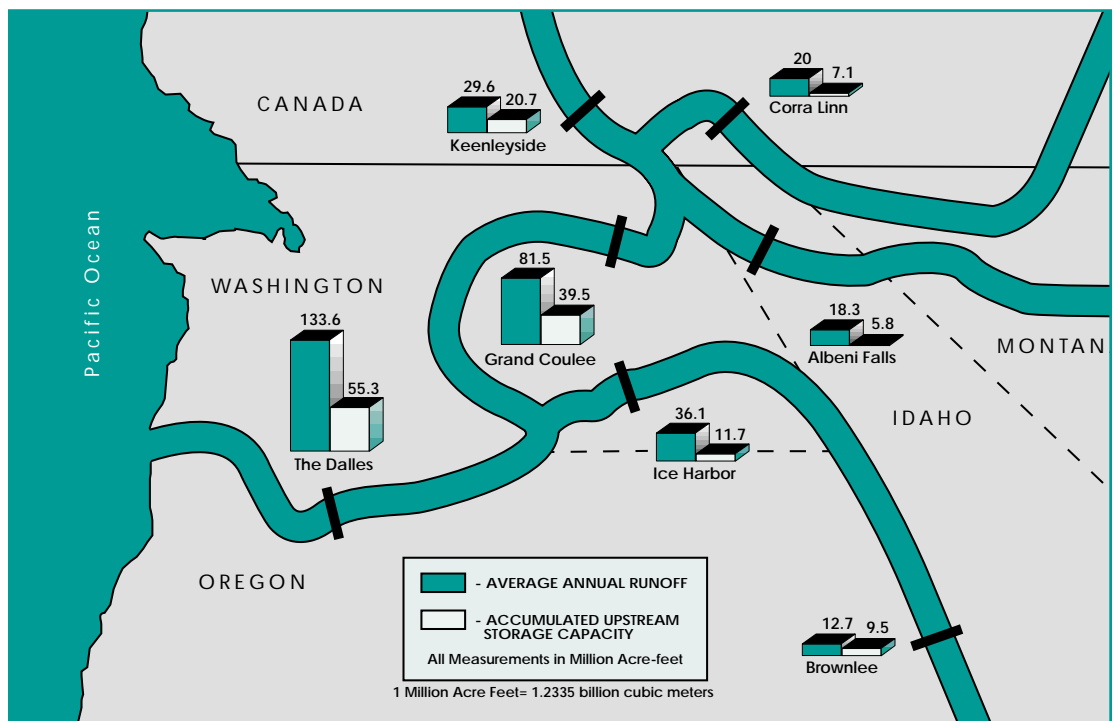 CANADA
29.6 20.7
Keenleyside
20 7.1
Corra Linn
Pacific Ocean
WASHINGTON
81.5
39.5
Grand Coulee
133.6
55.3
The Dalles
18.3 5.8
Albeni Falls
MONTAN
IDAHO
36.1 11.7
Ice Harbor
OREGON
- AVERAGE ANNUAL RUNOFF
- ACCUMULATED UPSTREAM
STORAGE CAPACITY
All Measurements in Million Acre-feet
1 Million Acre Feet= 1.2335 billion cubic meters
12.7 9.5
Brownlee